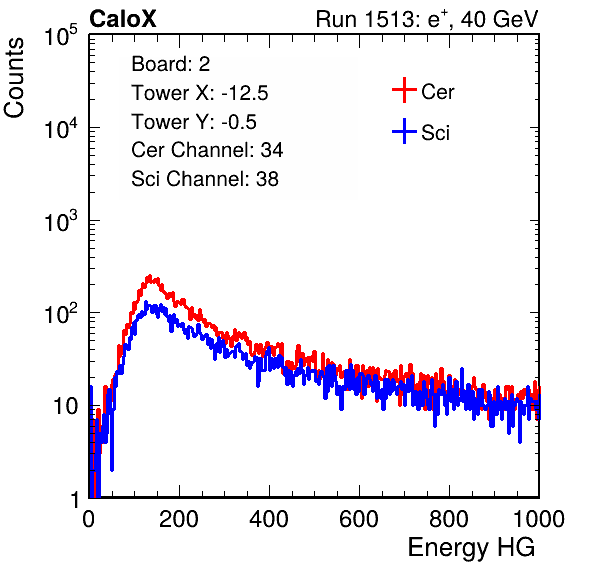 CaloX Run 1513: e⁺, 40 GeV
Counts
Board: 2
Tower X: -12.5
Tower Y: -0.5
Cer Channel: 34
Sci Channel: 38
Cer
Sci
10⁵
10⁴
10³
10²
10
1
0 200 400 600 800 1000
Energy HG